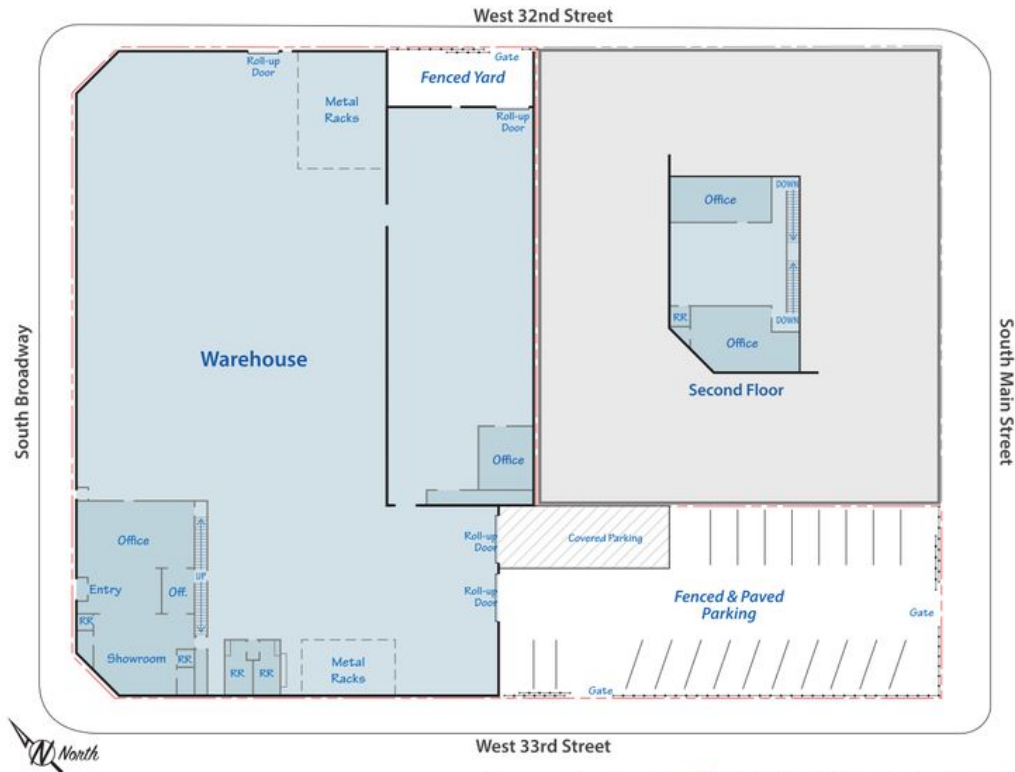 West 32nd Street
Roll-up
Door
Gate
Fenced Yard
Metal
Racks
Roll-up
Door
DOWN
Office
RR
DOWN
Office
Second Floor
South Broadway
Warehouse
South Main Street
Office
Office
UP
Entry
Off.
RR
Showroom
RR
RR
RR
Metal
Racks
Roll-up
Door
Roll-up
Door
Covered Parking
Fenced & Paved
Parking
Gate
Gate
West 33rd Street
N North